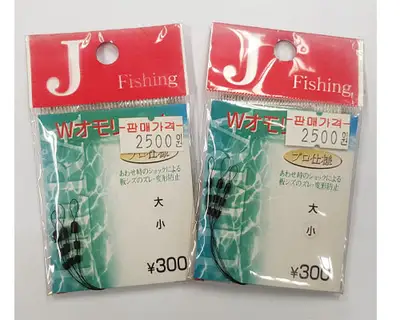 J
Fishing
Wオモリ
판매가격
2500원
プロ仕様
あわせ時のショックによる
板シズのズレ・変形防止
大
小
¥300
J
Fishing
Wオモリ
판매가격
2500원
プロ仕様
あわせ時のショックによる
板シズのズレ・変形防止
大
小
¥300